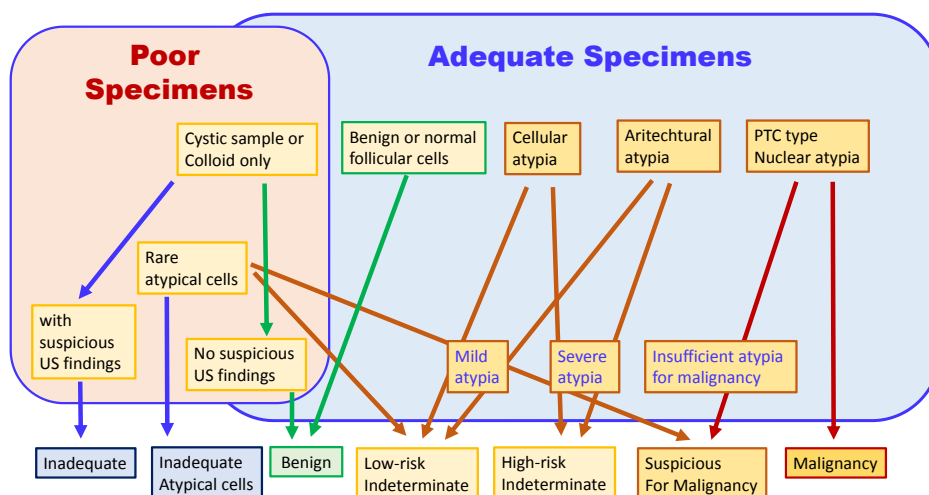 Poor
Specimens
Adequate Specimens
Cystic sample or
Colloid only
Benign or normal
follicular cells
Cellular
atypia
Aritechtural
atypia
PTC type
Nuclear atypia
Rare
atypical cells
with
suspicious
US findings
No suspicious
US findings
Mild
atypia
Severe
atypia
Insufficient atypia
for malignancy
Inadequate
Inadequate
Atypical cells
Benign
Low-risk
Indeterminate
High-risk
Indeterminate
Suspicious
For Malignancy
Malignancy